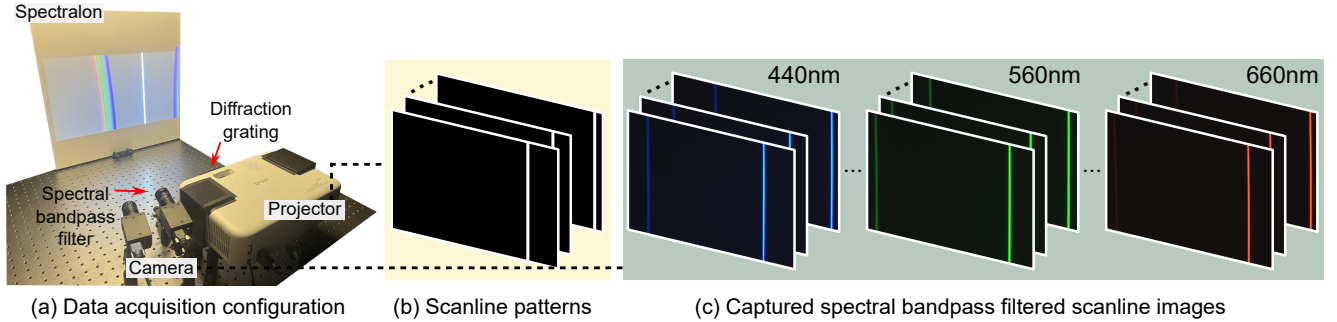 Spectralon
Diffraction
grating
Spectral
bandpass
filter
Projector
Camera
440nm
560nm
...
...
660nm
(a) Data acquisition configuration
(b) Scanline patterns
(c) Captured spectral bandpass filtered scanline images